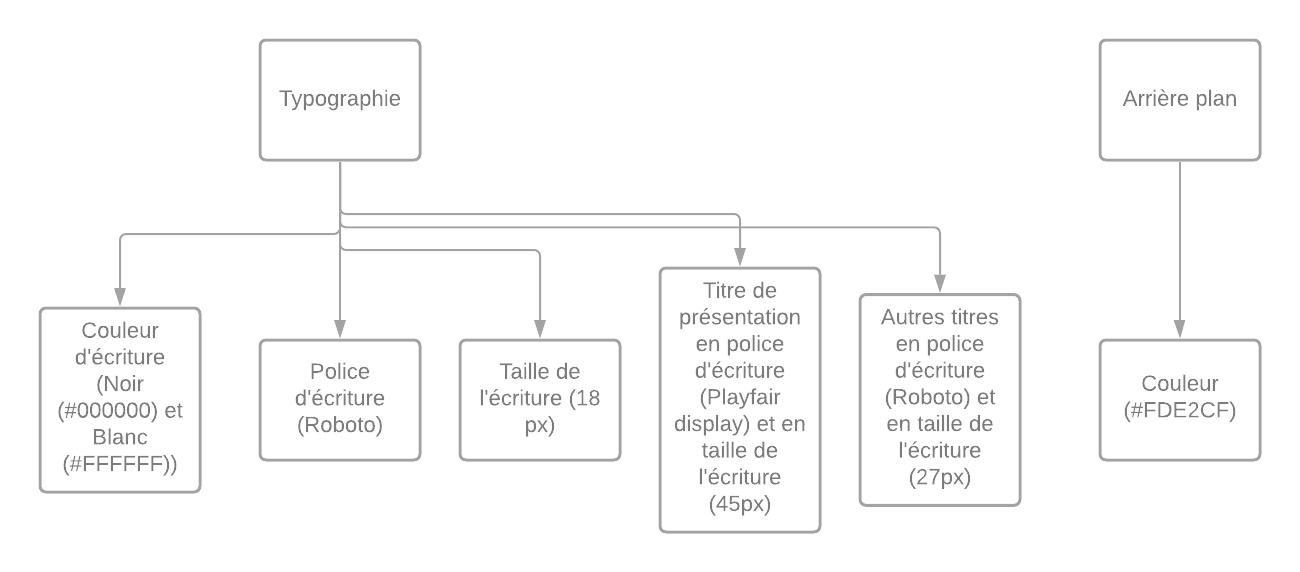 Typographie
Arrière plan
Couleur
d'écriture
(Noir
(#000000) et
Blanc
(#FFFFFF))
Police
d'écriture
(Roboto)
Taille de
l'écriture (18
px)
Titre de
présentation
en police
d'écriture
(Playfair
display) et en
taille de
l'écriture
(45px)
Autres titres
en police
d'écriture
(Roboto) et
en taille de
l'écriture
(27px)
Couleur
(#FDE2CF)